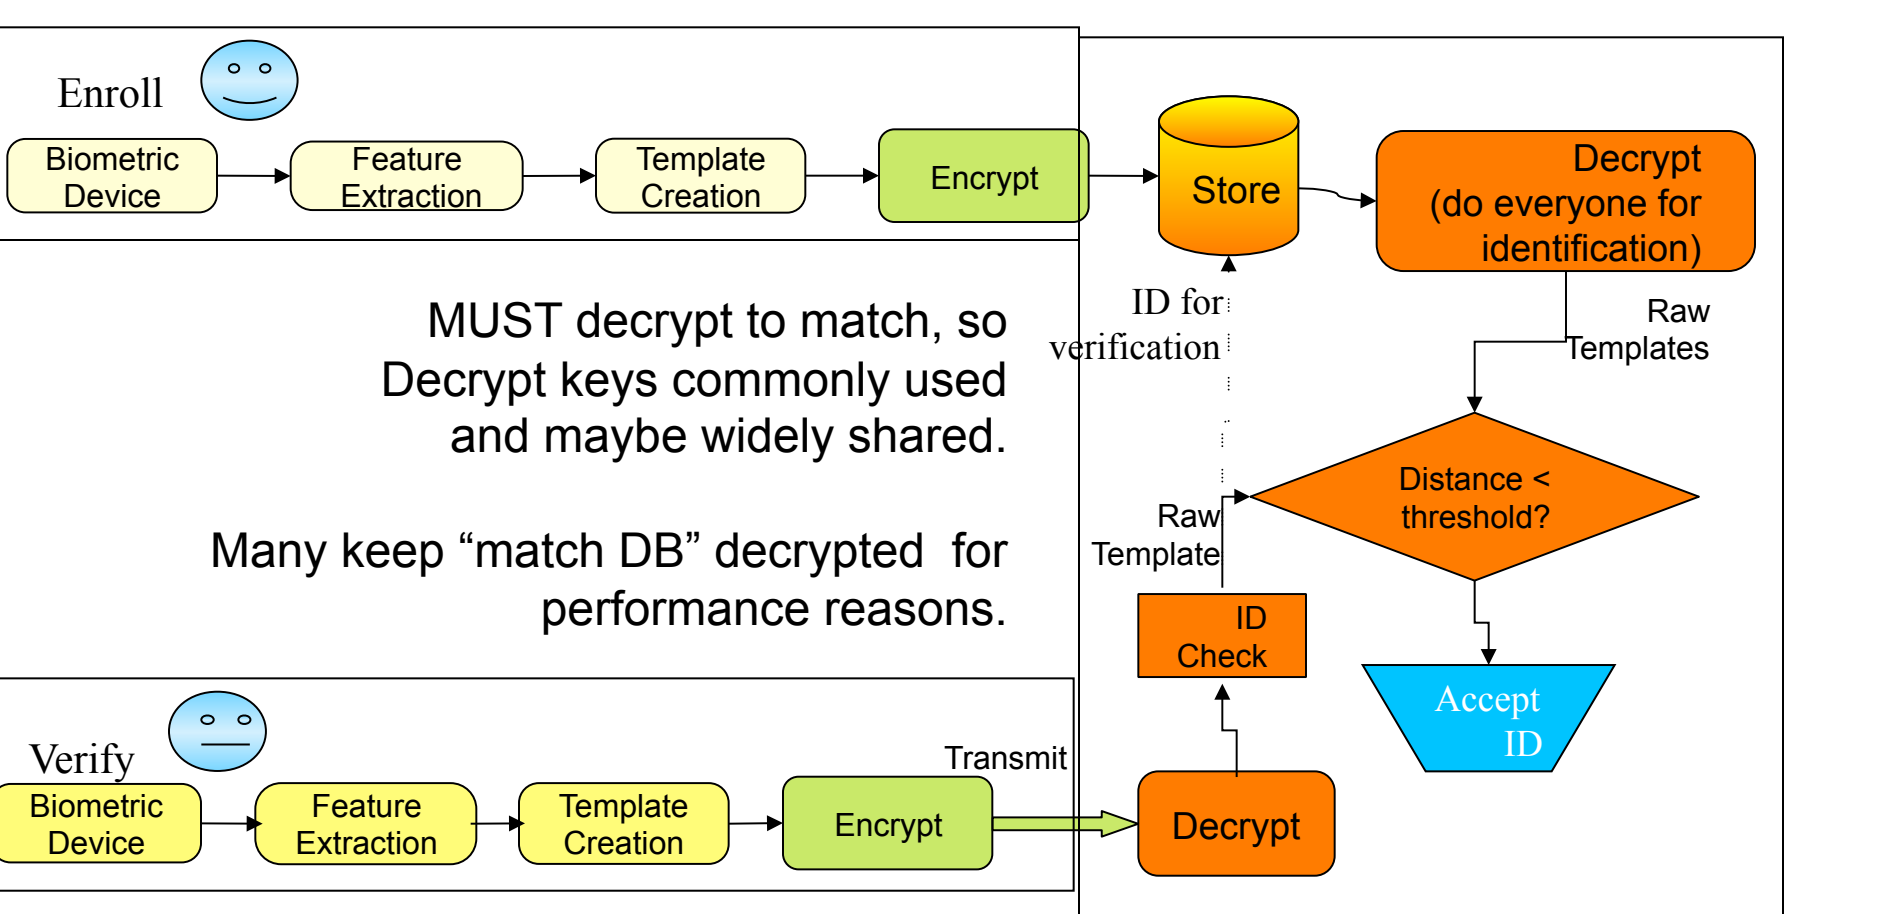 Enroll
Biometric
Device
Feature
Extraction
Template
Creation
Encrypt
Store
Decrypt
(do everyone for
identification)
MUST decrypt to match, so
Decrypt keys commonly used
and maybe widely shared.
Many keep “match DB” decrypted  for
performance reasons.
ID for
verification
Raw
Templates
Distance <
threshold?
Raw
Template
ID
Check
Accept
ID
Verify
Transmit
Biometric
Device
Feature
Extraction
Template
Creation
Encrypt
Decrypt